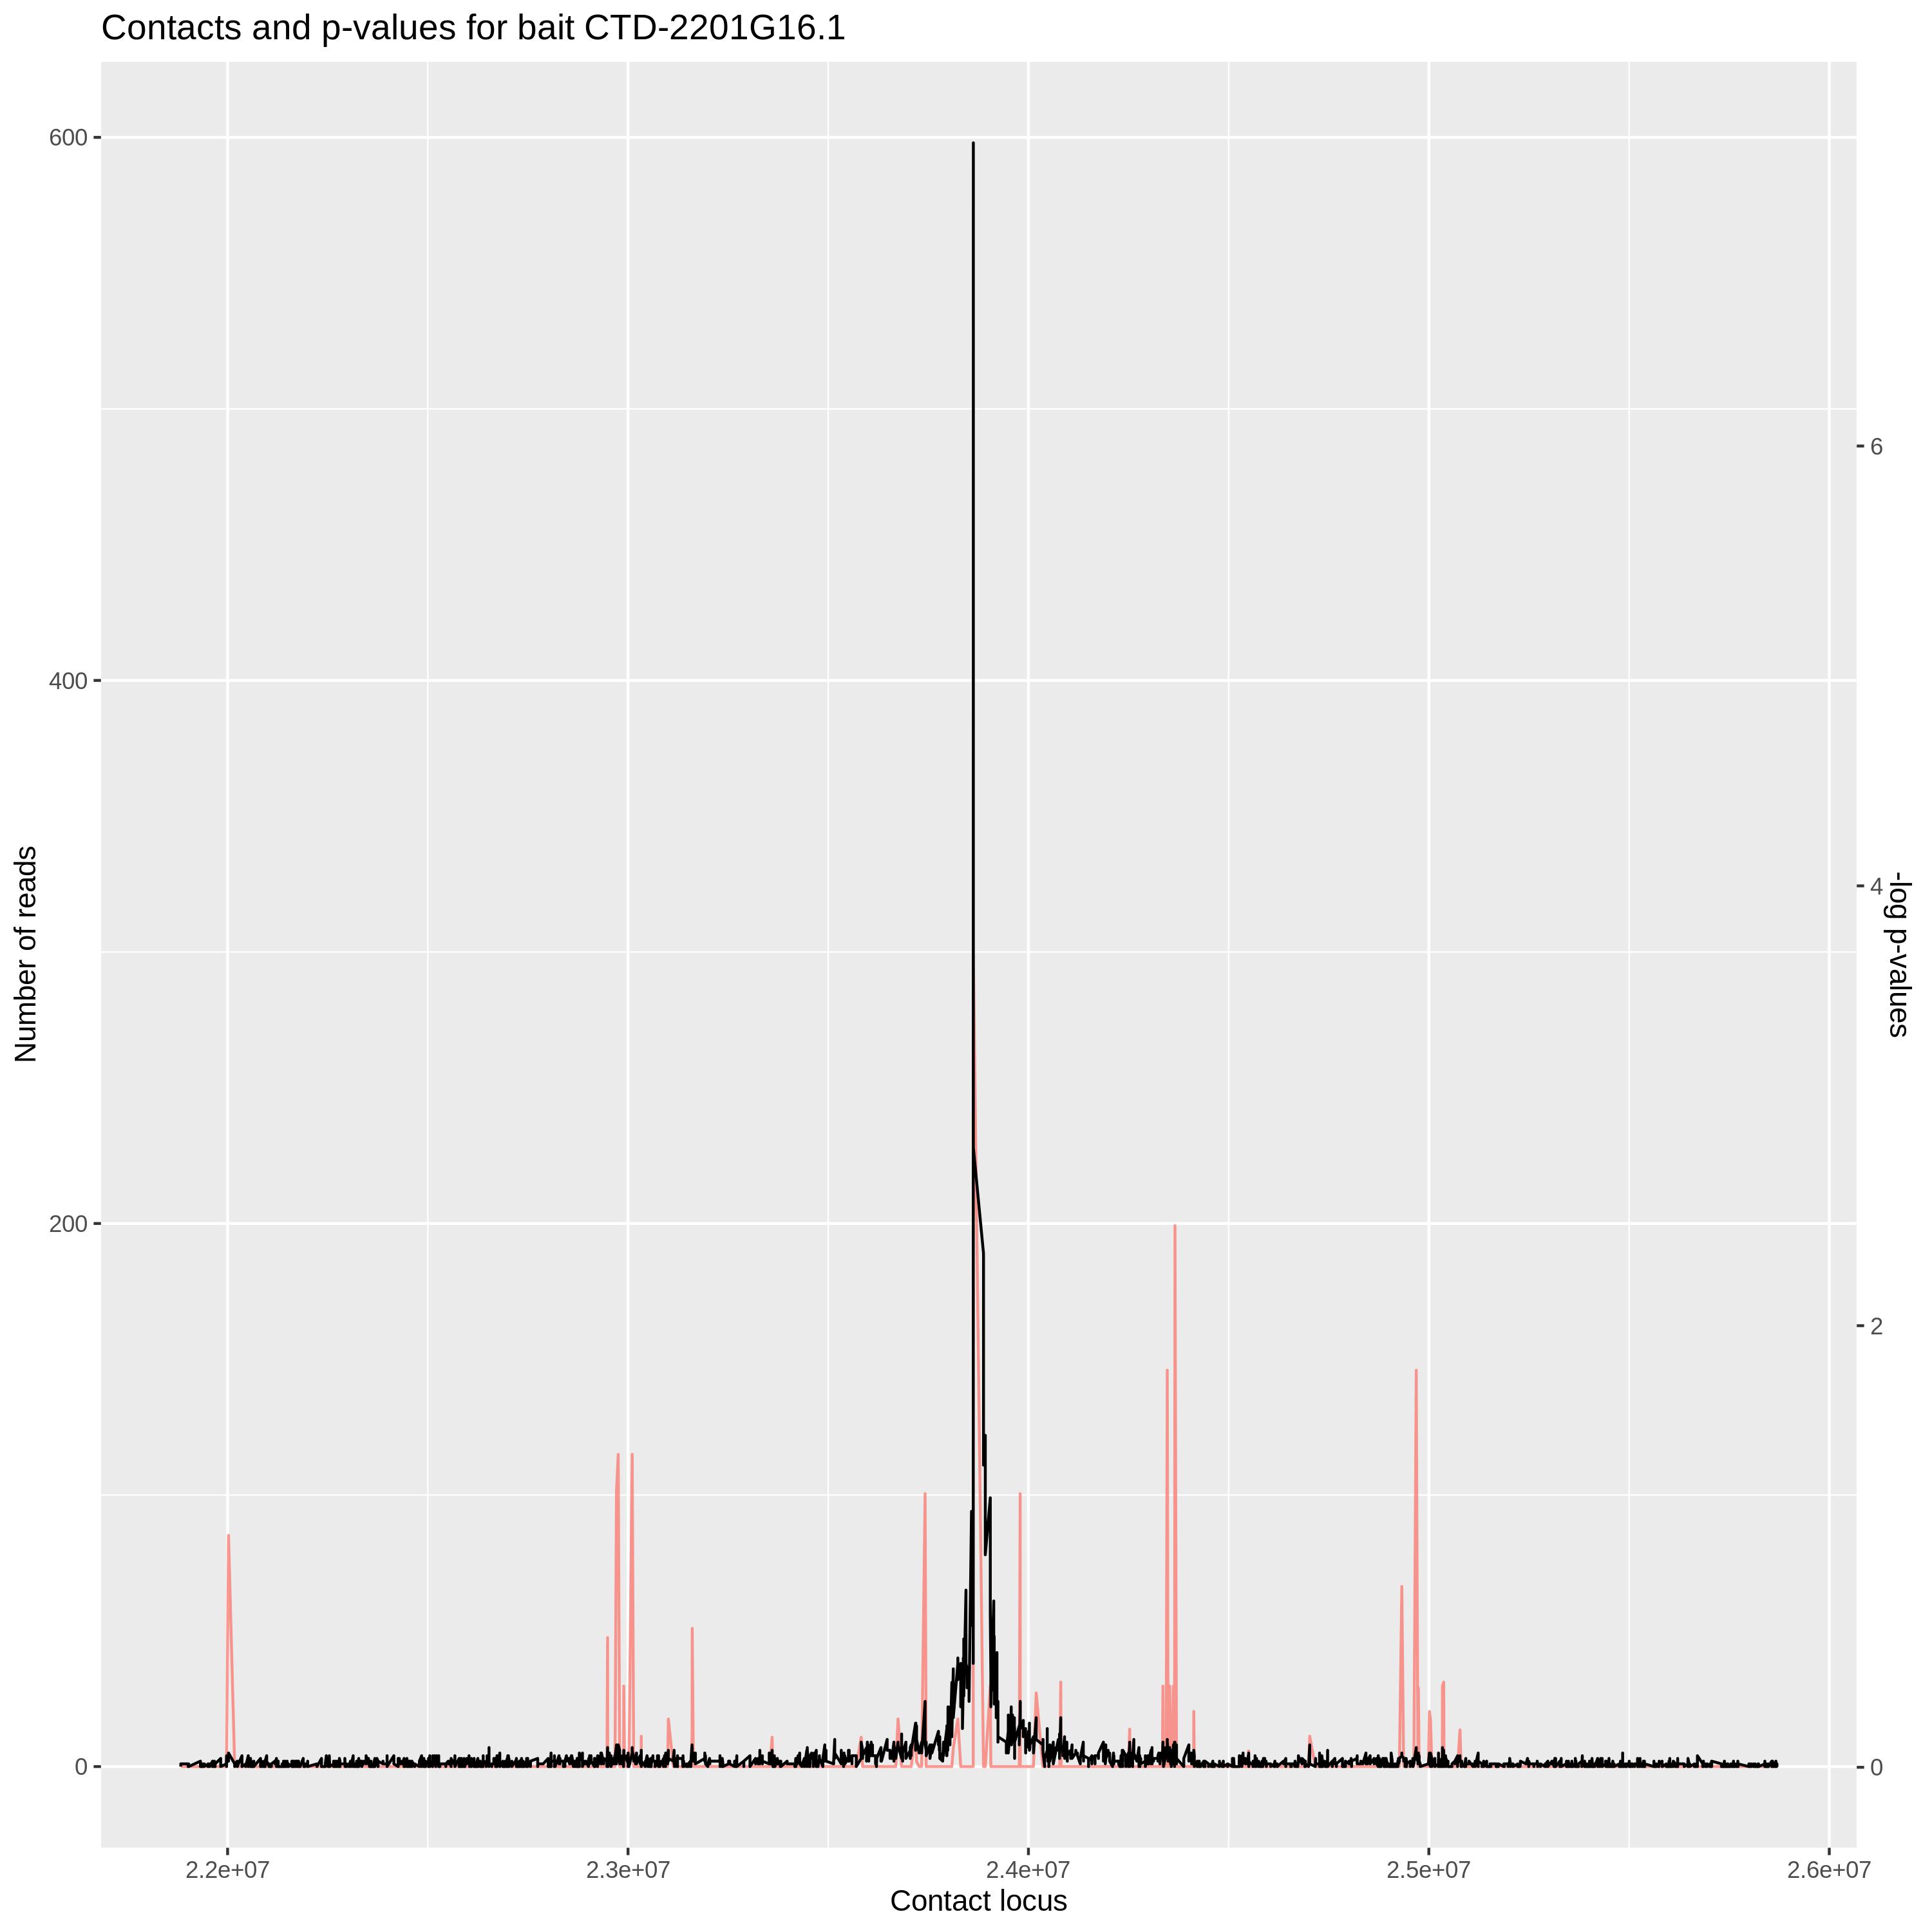 Contacts and p-values for bait CTD-2201G16.1
600
400
200
0
Number of reads
6
4
2
0
-log p-values
2.2e+07
2.3e+07
2.4e+07
2.5e+07
2.6e+07
Contact locus